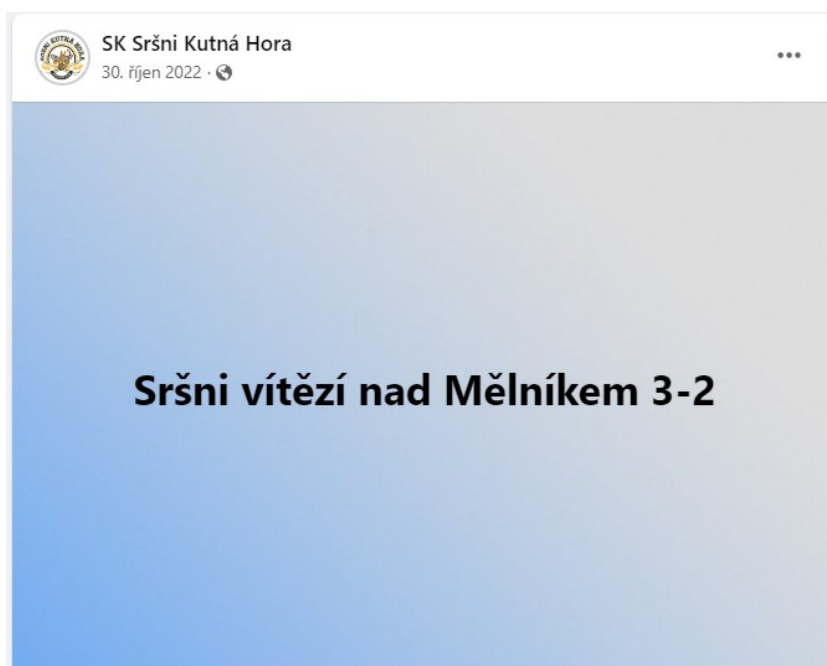 SK Sršni Kutná Hora
30. říjen 2022 ·
Sršni vítězí nad Mělníkem 3-2